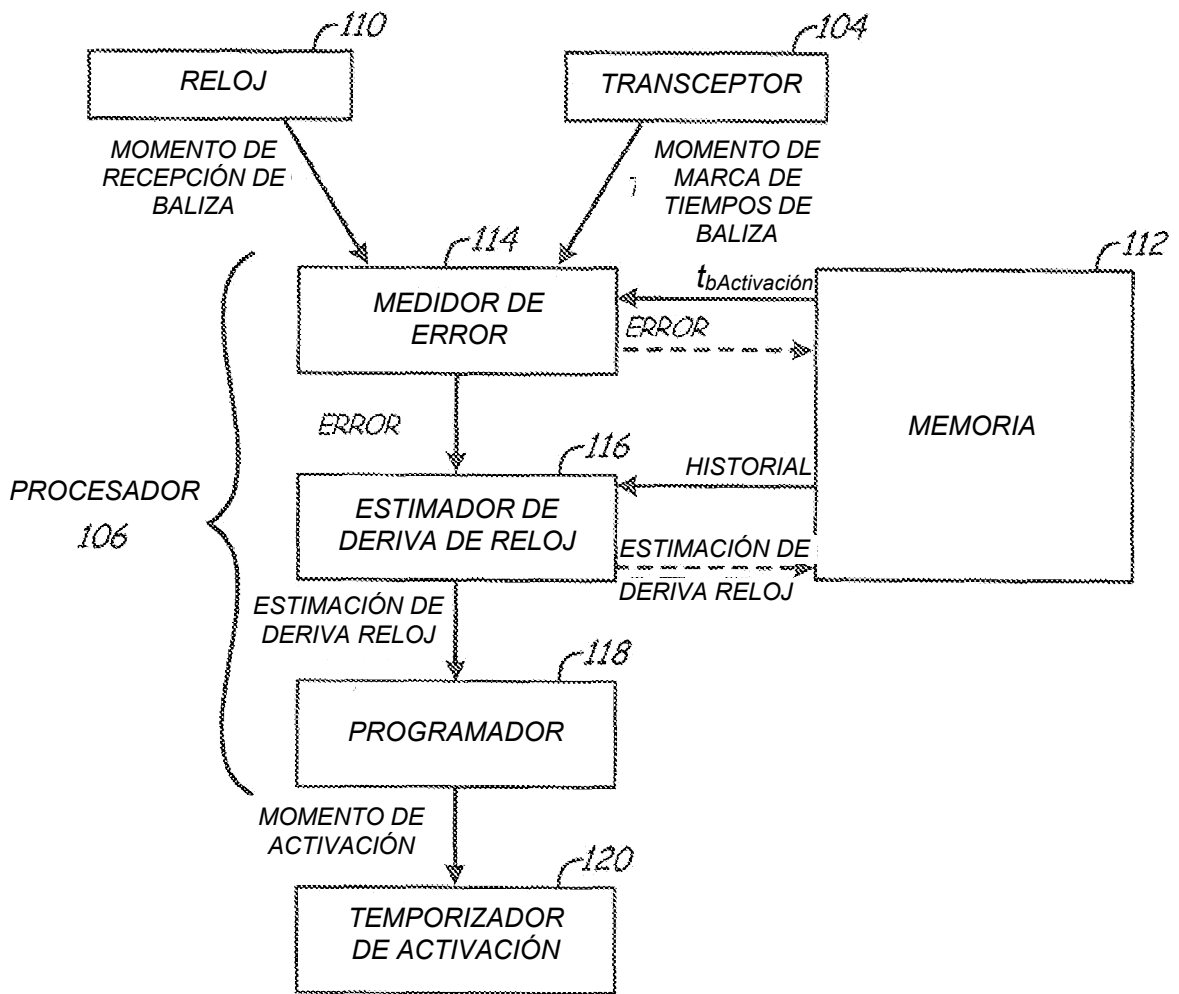 110
RELOJ
104
TRANSCEPTOR
MOMENTO DE
RECEPCIÓN DE
BALIZA
MOMENTO DE
MARCA DE
TIEMPOS DE
BALIZA
114
MEDIDOR DE
ERROR
112
MEMORIA
tbActivación
ERROR
ERROR
HISTORIAL
116
ESTIMADOR DE
DERIVA DE RELOJ
ESTIMACIÓN DE
DERIVA RELOJ
PROCESADOR
106
ESTIMACIÓN DE
DERIVA RELOJ
118
PROGRAMADOR
MOMENTO DE
ACTIVACIÓN
120
TEMPORIZADOR
DE ACTIVACIÓN